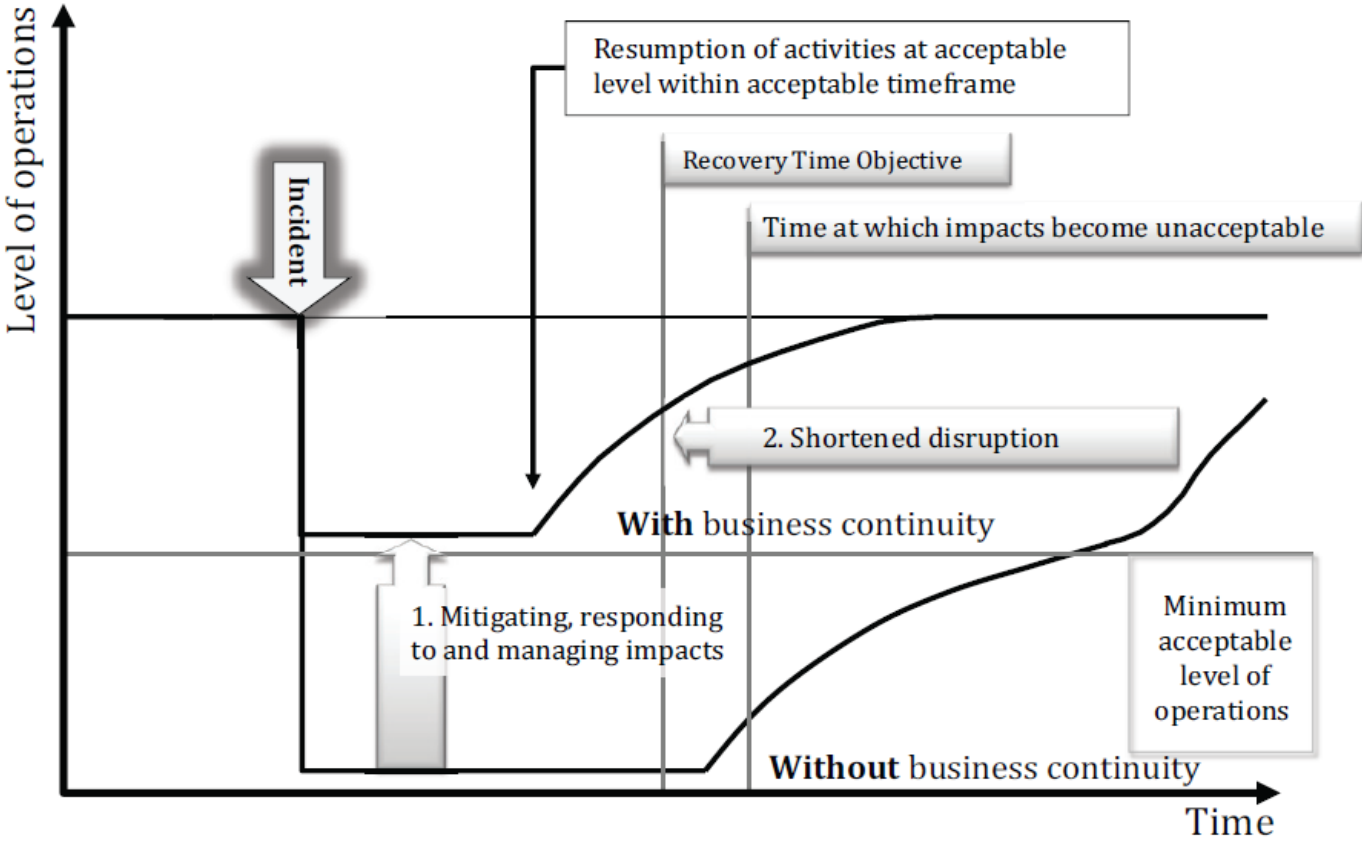 Level of operations
Resumption of activities at acceptable
level within acceptable timeframe
Recovery Time Objective
Incident
Time at which impacts become unacceptable
2. Shortened disruption
With business continuity
1. Mitigating, responding
to and managing impacts
Minimum
acceptable
level of
operations
Without business continuity
Time